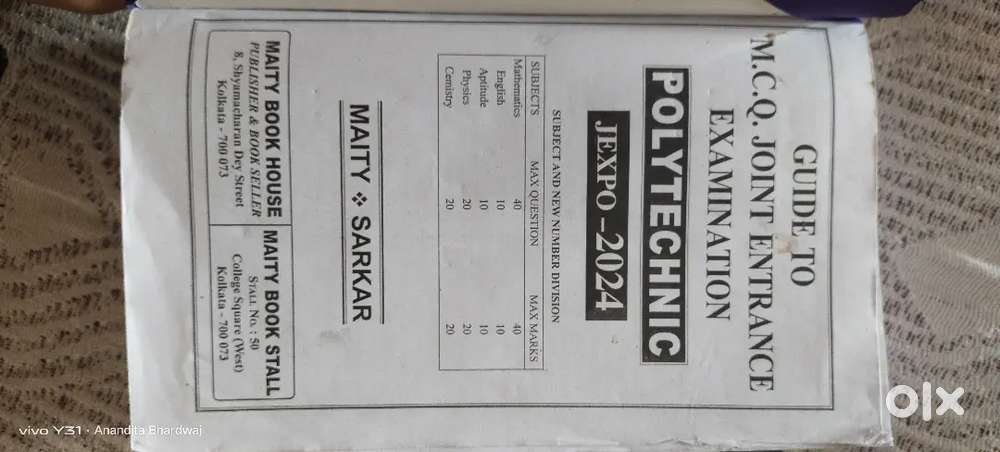 GUIDE TO
M.C.Q. JOINT ENTRANCE
EXAMINATION
POLYTECHNIC
JEXPO-2024
SUBJECT AND NEW NUMBER DIVISION
SUBJECTS MAX QUESTION MAX MARKS
Mathematics 40 40
English 10 10
Aptitude 10 10
Physics 20 20
Cemistry 20 20
MAITY ❖ SARKAR
MAITY BOOK HOUSE
PUBLISHER & BOOK SELLER
8, Shyamacharan Dey Street
Kolkata - 700 073
MAITY BOOK STALL
STALL NO. : 50
College Square (West)
Kolkata - 700 073
vivo Y31 · Anandita Bhardwaj
olx